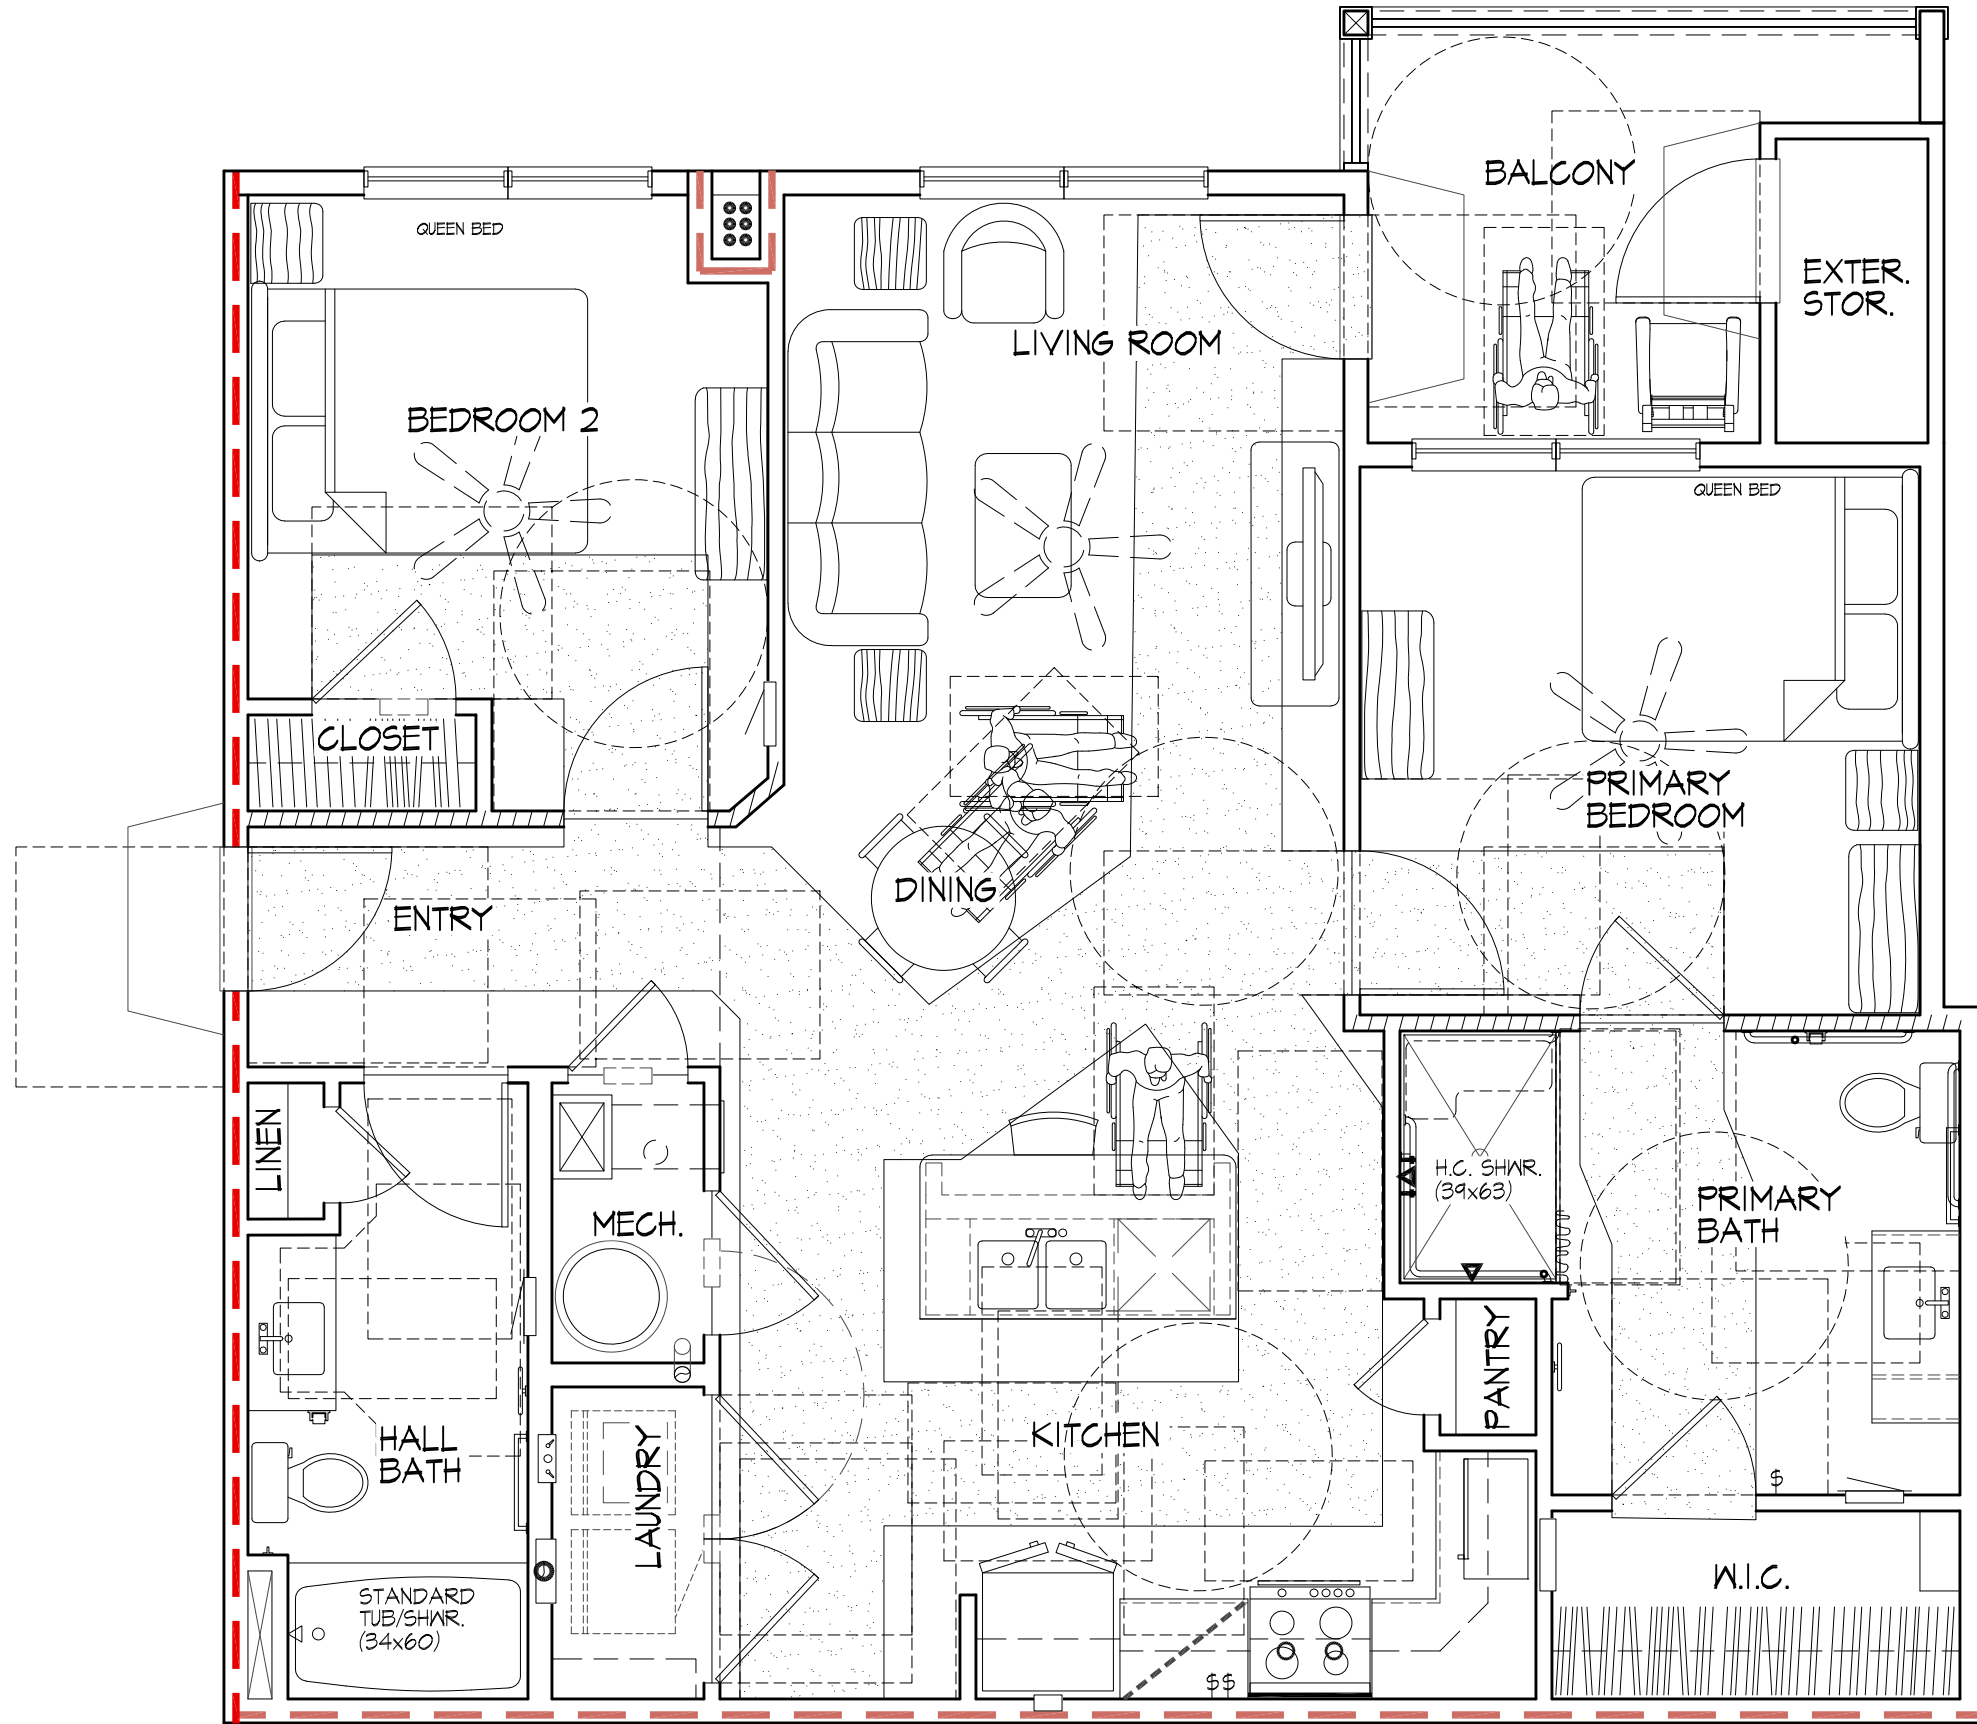 BALCONY
QUEEN BED
EXTER.
STOR.
LIVING ROOM
BEDROOM 2
QUEEN BED
CLOSET
PRIMARY
BEDROOM
DINING
ENTRY
LINEN
H.C. SHWR.
(39x63)
PRIMARY
BATH
MECH.
PANTRY
KITCHEN
HALL
BATH
LAUNDRY
$
W.I.C.
STANDARD
TUB/SHWR.
(34x60)
$$